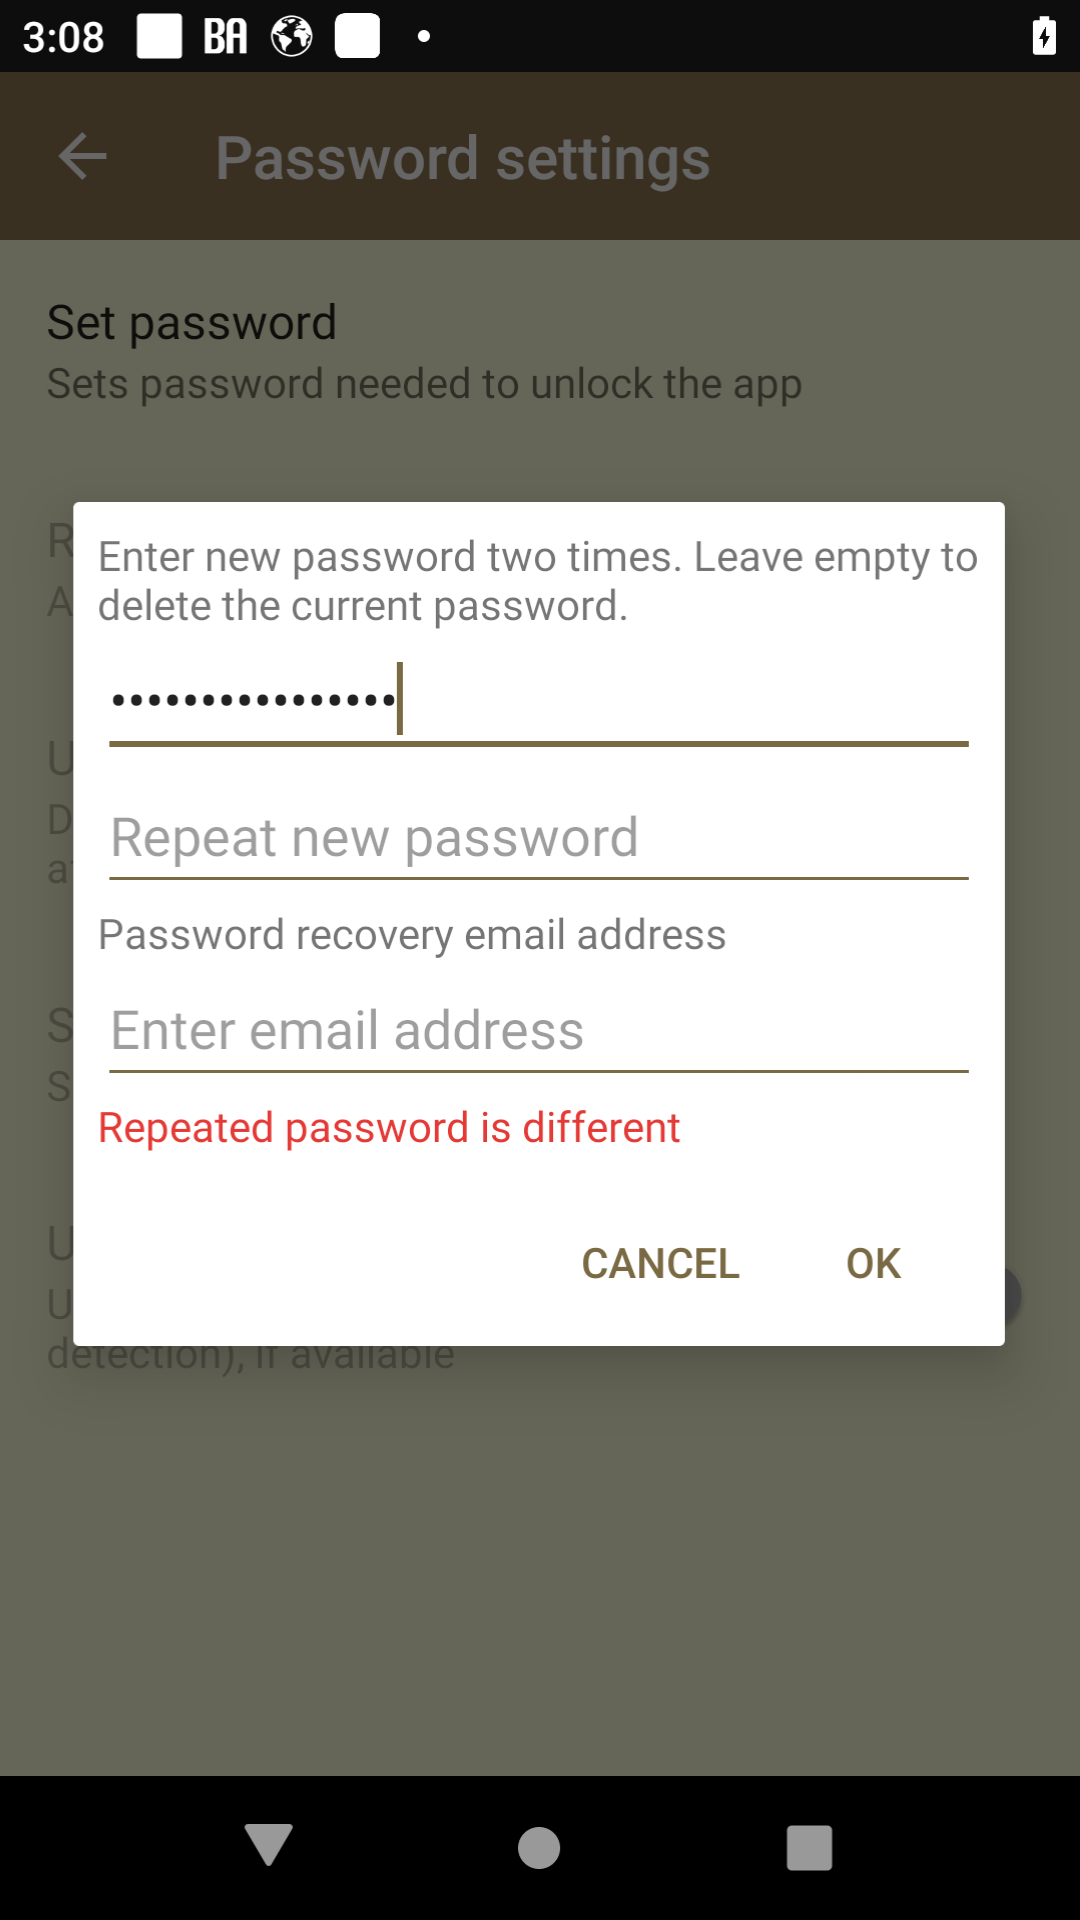 3:08 BA
Password settings
Set password
Sets password needed to unlock the app
Enter new password two times. Leave empty to
delete the current password.
••••••••••••••••
Repeat new password
Password recovery email address
Enter email address
Repeated password is different
CANCEL OK
detection), if available